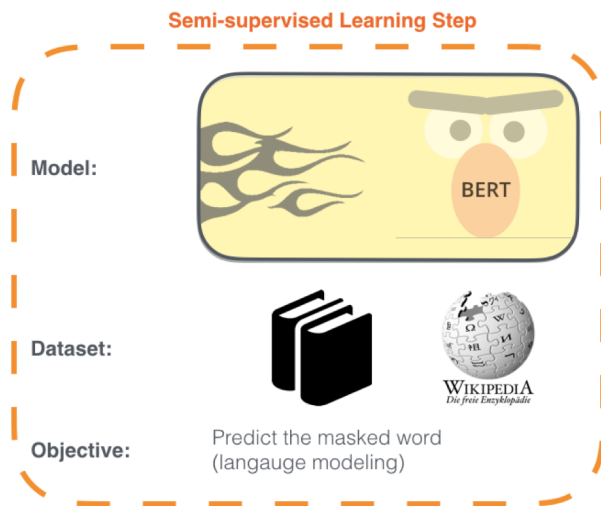 Semi-supervised Learning Step
Model:
BERT
Dataset:
WIKIPEDIA
Die freie Enzyklopädie
Objective:
Predict the masked word
(langauge modeling)